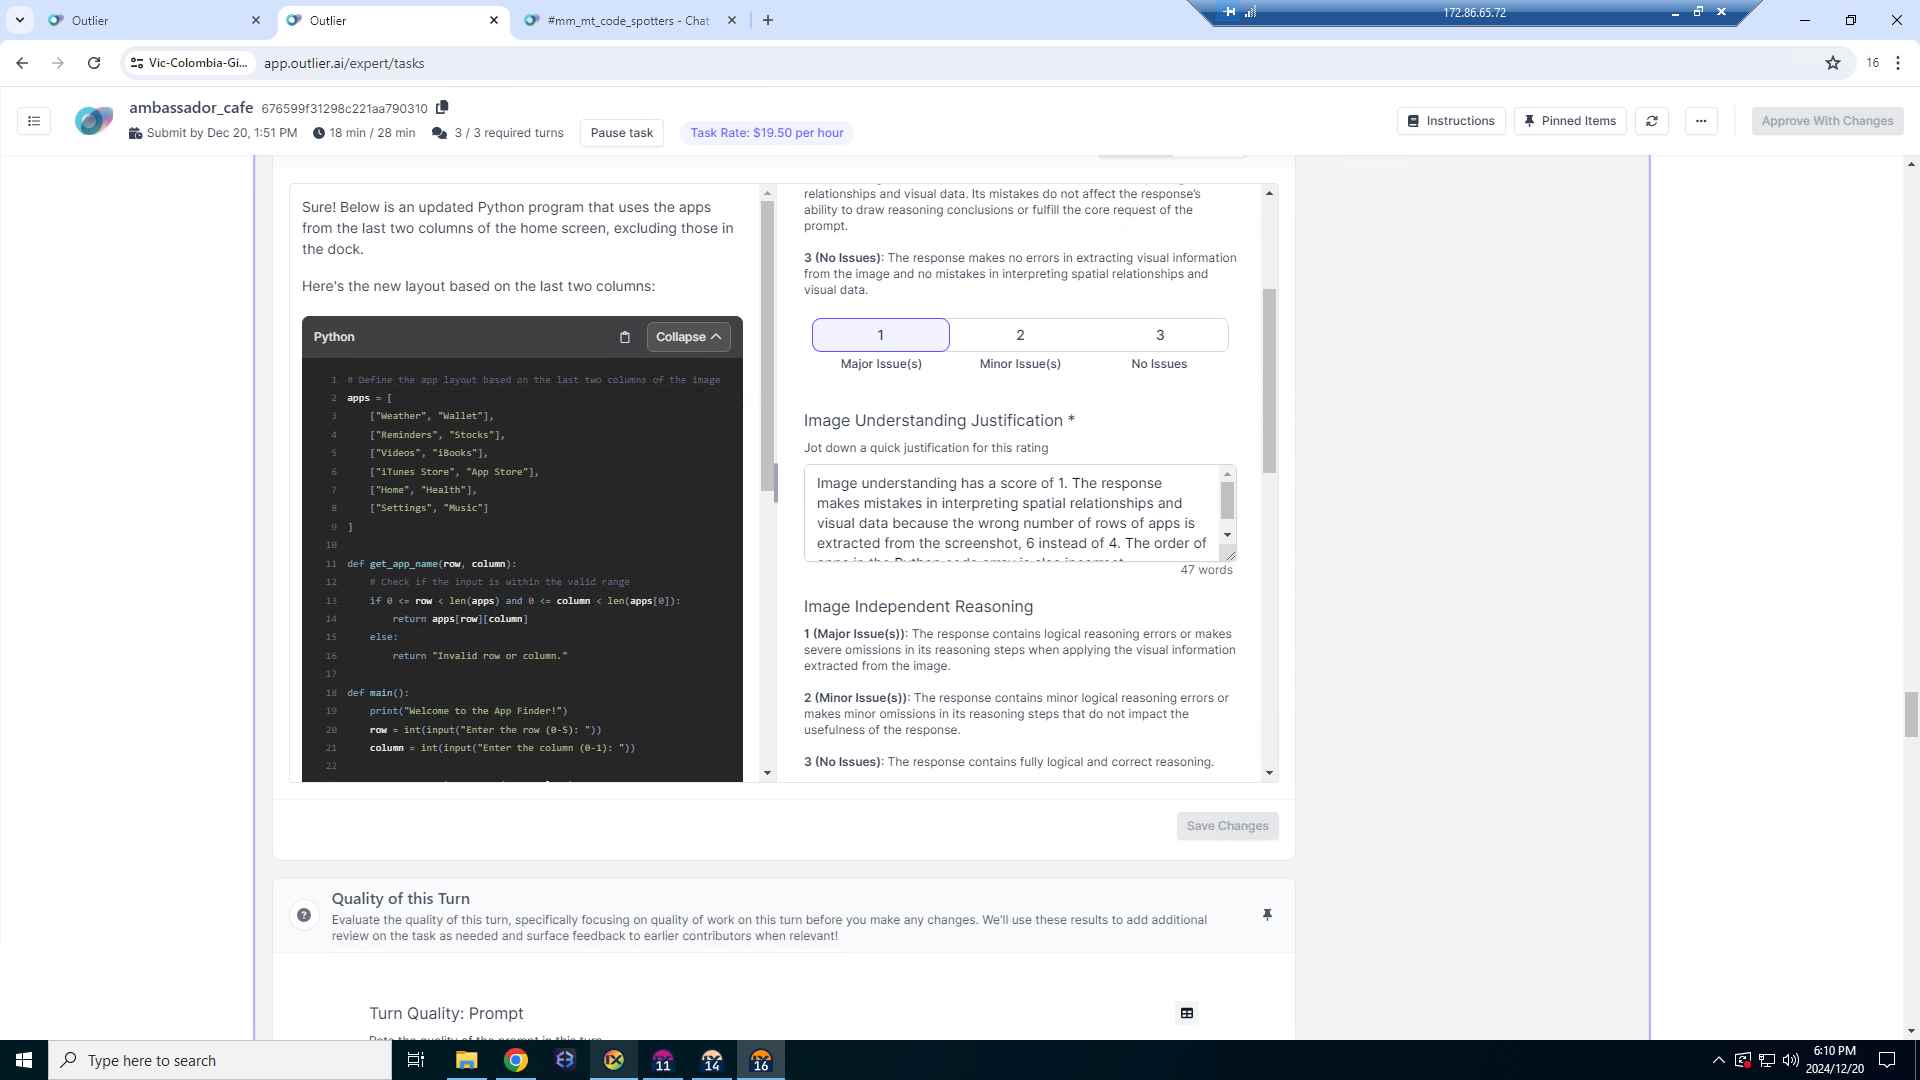 Outlier
Outlier
#mm_mt_code_spotters - Chat
172.86.65.72
Vic-Colombia-Gi...
app.outlier.ai/expert/tasks
16
ambassador_cafe 676599f31298c221aa790310
Submit by Dec 20, 1:51 PM
18 min / 28 min
3 / 3 required turns
Pause task
Task Rate: $19.50 per hour
Instructions
Pinned Items
Approve With Changes
Sure! Below is an updated Python program that uses the apps
from the last two columns of the home screen, excluding those in
the dock.
Here's the new layout based on the last two columns:
Python
Collapse
1 # Define the app layout based on the last two columns of the image
2 apps = [
3 ["Weather", "Wallet"],
4 ["Reminders", "Stocks"],
5 ["Videos", "iBooks"],
6 ["iTunes Store", "App Store"],
7 ["Home", "Health"],
8 ["Settings", "Music"]
9 ]
10
11 def get_app_name(row, column):
12 # Check if the input is within the valid range
13 if 0 <= row < len(apps) and 0 <= column < len(apps[0]):
14 return apps[row][column]
15 else:
16 return "Invalid row or column."
17
18 def main():
19 print("Welcome to the App Finder!")
20 row = int(input("Enter the row (0-5): "))
21 column = int(input("Enter the column (0-1): "))
22
relationships and visual data. Its mistakes do not affect the response's
ability to draw reasoning conclusions or fulfill the core request of the
prompt.
3 (No Issues): The response makes no errors in extracting visual information
from the image and no mistakes in interpreting spatial relationships and
visual data.
1
2
3
Major Issue(s)
Minor Issue(s)
No Issues
Image Understanding Justification *
Jot down a quick justification for this rating
Image understanding has a score of 1. The response
makes mistakes in interpreting spatial relationships and
visual data because the wrong number of rows of apps is
extracted from the screenshot, 6 instead of 4. The order of
apps in the Python code array is also incorrect
47 words
Image Independent Reasoning
1 (Major Issue(s)): The response contains logical reasoning errors or makes
severe omissions in its reasoning steps when applying the visual information
extracted from the image.
2 (Minor Issue(s)): The response contains minor logical reasoning errors or
makes minor omissions in its reasoning steps that do not impact the
usefulness of the response.
3 (No Issues): The response contains fully logical and correct reasoning.
Save Changes
Quality of this Turn
Evaluate the quality of this turn, specifically focusing on quality of work on this turn before you make any changes. We'll use these results to add additional
review on the task as needed and surface feedback to earlier contributors when relevant!
Turn Quality: Prompt
Rate the quality of the prompt in this turn
Type here to search
11
14
16
6:10 PM
2024/12/20